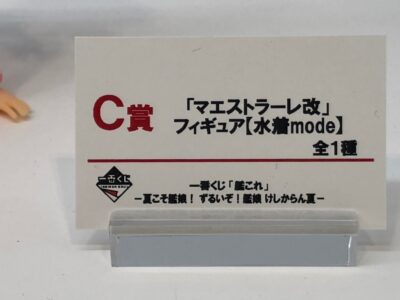 C賞
「マエストラーレ改」
フィギュア【水着mode】
全1種
一番くじ
ICHIBAN KUJI
一番くじ「艦これ」
－夏こそ艦娘！ ずるいぞ！艦娘 けしからん夏－